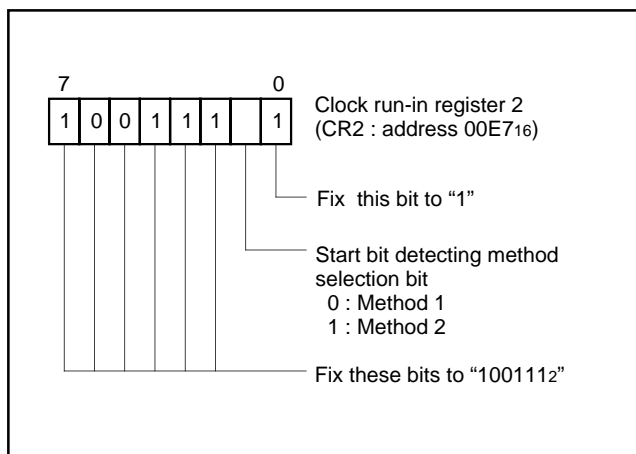 7 0
1 0 0 1 1 1 1
Clock run-in register 2
(CR2 : address 00E716)
Fix this bit to “1”
Start bit detecting method
selection bit
0 : Method 1
1 : Method 2
Fix these bits to “1001112”